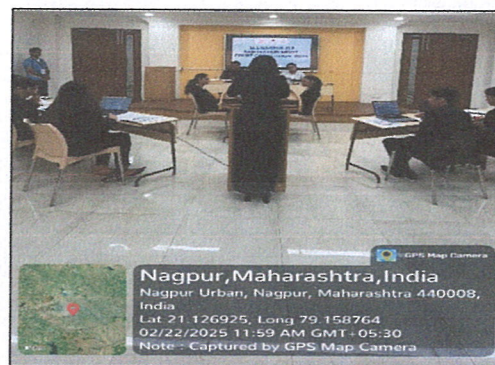 GPS Map Camera
Nagpur,Maharashtra,India
Nagpur Urban, Nagpur, Maharashtra 440008,
India
Lat 21.126925, Long 79.158764
02/22/2025 11:59 AM GMT+05:30
Note : Captured by GPS Map Camera